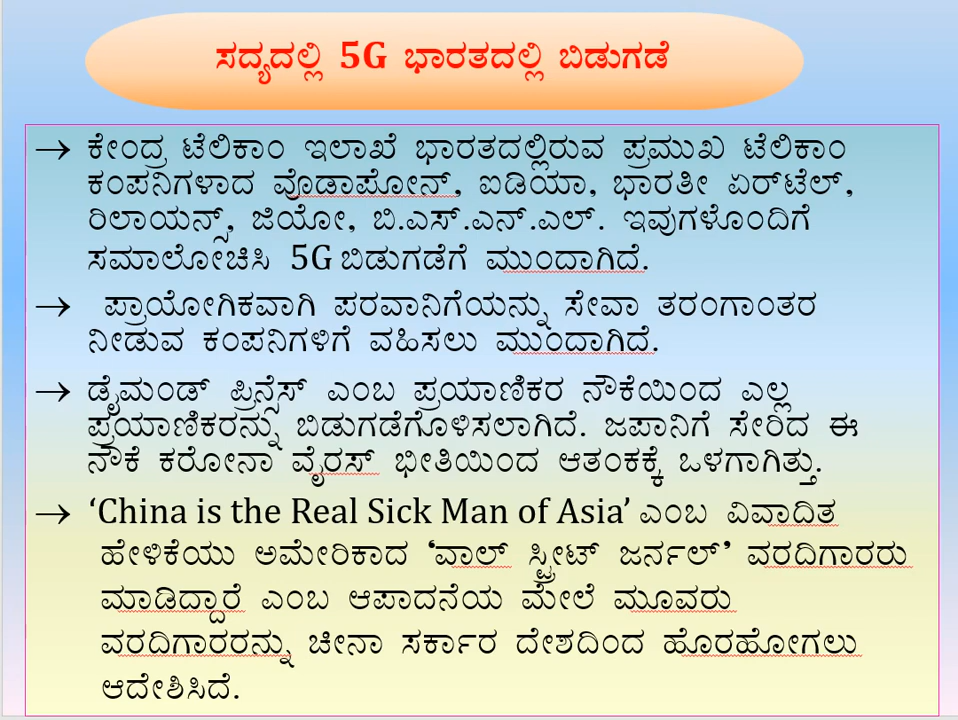 ಸದ್ಯದಲ್ಲಿ 5G ಭಾರತದಲ್ಲಿ ಬಿಡುಗಡೆ
→ ಕೇಂದ್ರ ಟೆಲಿಕಾಂ ಇಲಾಖೆ ಭಾರತದಲ್ಲಿರುವ ಪ್ರಮುಖ ಟೆಲಿಕಾಂ
ಕಂಪನಿಗಳಾದ ವೊಡಾಪೋನ್, ಐಡಿಯಾ, ಭಾರತೀ ಏರ್‌ಟೆಲ್,
ರಿಲಾಯನ್ಸ್, ಜಿಯೋ, ಬಿ.ಎಸ್.ಎನ್.ಎಲ್. ಇವುಗಳೊಂದಿಗೆ
ಸಮಾಲೋಚಿಸಿ 5G ಬಿಡುಗಡೆಗೆ ಮುಂದಾಗಿದೆ.
→ ಪ್ರಾಯೋಗಿಕವಾಗಿ ಪರವಾನಿಗೆಯನ್ನು ಸೇವಾ ತರಂಗಾಂತರ
ನೀಡುವ ಕಂಪನಿಗಳಿಗೆ ವಹಿಸಲು ಮುಂದಾಗಿದೆ.
→ ಡೈಮಂಡ್ ಪ್ರಿನ್ಸೆಸ್ ಎಂಬ ಪ್ರಯಾಣಿಕರ ನೌಕೆಯಿಂದ ಎಲ್ಲ
ಪ್ರಯಾಣಿಕರನ್ನು ಬಿಡುಗಡೆಗೊಳಿಸಲಾಗಿದೆ. ಜಪಾನಿಗೆ ಸೇರಿದ ಈ
ನೌಕೆ ಕರೋನಾ ವೈರಸ್ ಭೀತಿಯಿಂದ ಆತಂಕಕ್ಕೆ ಒಳಗಾಗಿತ್ತು.
→ ‘China is the Real Sick Man of Asia’ ಎಂಬ ವಿವಾದಿತ
ಹೇಳಿಕೆಯು ಅಮೇರಿಕಾದ ‘ವಾಲ್ ಸ್ಟ್ರೀಟ್ ಜರ್ನಲ್’ ವರದಿಗಾರರು
ಮಾಡಿದ್ದಾರೆ ಎಂಬ ಆಪಾದನೆಯ ಮೇಲೆ ಮೂವರು
ವರದಿಗಾರರನ್ನು ಚೀನಾ ಸರ್ಕಾರ ದೇಶದಿಂದ ಹೊರಹೋಗಲು
ಆದೇಶಿಸಿದೆ.